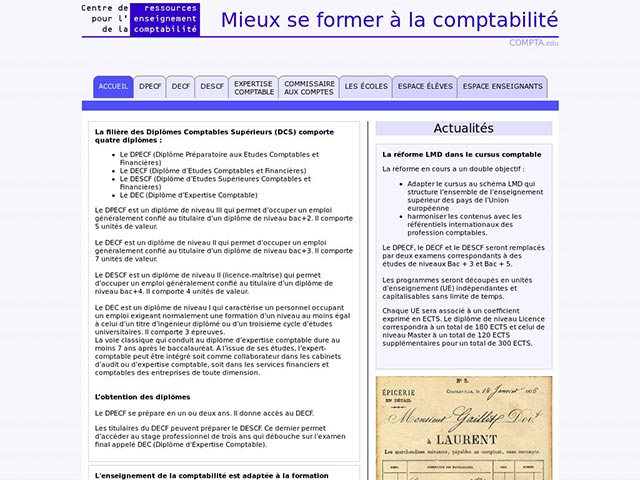 Centre de ressources
pour l' enseignement
de la comptabilité
Mieux se former à la comptabilité
COMPTA.edu
ACCUEIL
DPECF
DECF
DESCF
EXPERTISE
COMPTABLE
COMMISSAIRE
AUX COMPTES
LES ÉCOLES
ESPACE ÉLÈVES
ESPACE ENSEIGNANTS
La filière des Diplômes Comptables Supérieurs (DCS) comporte
quatre diplômes :
Le DPECF (Diplôme Préparatoire aux Etudes Comptables et
Financières)
Le DECF (Diplôme d'Etudes Comptables et Financières)
Le DESCF (Diplôme d'Etudes Supérieures Comptables et
Financières)
Le DEC (Diplôme d'Expertise Comptable)
Le DPECF est un diplôme de niveau III qui permet d'occuper un emploi
généralement confié au titulaire d'un diplôme de niveau bac+2. Il comporte
5 unités de valeur.
Le DECF est un diplôme de niveau II qui permet d'occuper un emploi
généralement confié au titulaire d'un diplôme de niveau bac+3. Il comporte
7 unités de valeur.
Le DESCF est un diplôme de niveau II (licence-maîtrise) qui permet
d'occuper un emploi généralement confié au titulaire d'un diplôme de
niveau bac+4. Il comporte 4 unités de valeur.
Le DEC est un diplôme de niveau I qui caractérise un personnel occupant
un emploi exigeant normalement une formation d'un niveau au moins égal
à celui d'un titre d'ingénieur diplômé ou d'un troisième cycle d'études
universitaires. Il comporte 3 épreuves.
La voie classique qui conduit au diplôme d'expertise comptable dure au
moins 7 ans après le baccalauréat. A l'issue de ses études, l'expert-
comptable peut être intégré soit comme collaborateur dans les cabinets
d'audit ou d'expertise comptable, soit dans les services financiers et
comptables des entreprises de toute dimension.
L'obtention des diplômes
Le DPECF se prépare en un ou deux ans. Il donne accès au DECF.
Les titulaires du DECF peuvent préparer le DESCF. Ce dernier permet
d'accéder au stage professionnel de trois ans qui débouche sur l'examen
final appelé DEC (Diplôme d'Expertise Comptable).
L'enseignement de la comptabilité est adaptée à la formation
Actualités
La réforme LMD dans le cursus comptable
La réforme en cours a un double objectif :
Adapter le cursus au schéma LMD qui
structure l'ensemble de l'enseignement
supérieur des pays de l'Union
européenne
harmoniser les contenus avec les
référentiels internationaux des
profession comptables.
Le DPECF, le DECF et le DESCF seront remplacés
par deux examens correspondants à des
études de niveaux Bac + 3 et Bac + 5.
Les programmes seront découpés en unités
d'enseignement (UE) indépendantes et
capitalisables sans limite de temps.
Chaque UE sera associé à un coefficient
exprimé en ECTS. Le diplôme de niveau Licence
correspondra à un total de 180 ECTS et celui de
niveau Master à un total de 120 ECTS
supplémentaires pour un total de 300 ECTS.
N° 5.
ÉPICERIE
EN DÉTAIL
Monsieur
à LAURENT
Les marchandises suivantes, payables au comptant, sans escompte.